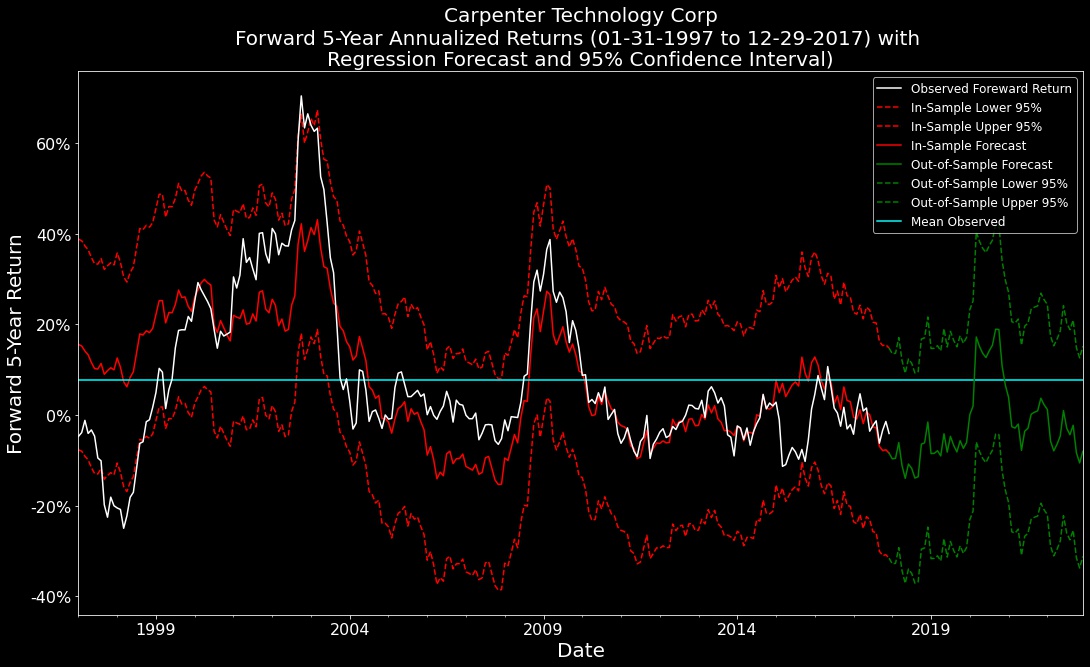 Carpenter Technology Corp
Forward 5-Year Annualized Returns (01-31-1997 to 12-29-2017) with
Regression Forecast and 95% Confidence Interval)
Observed Foreward Return
In-Sample Lower 95%
In-Sample Upper 95%
In-Sample Forecast
Out-of-Sample Forecast
Out-of-Sample Lower 95%
Out-of-Sample Upper 95%
Mean Observed
Forward 5-Year Return
60%
40%
20%
0%
-20%
-40%
1999
2004
2009
2014
2019
Date